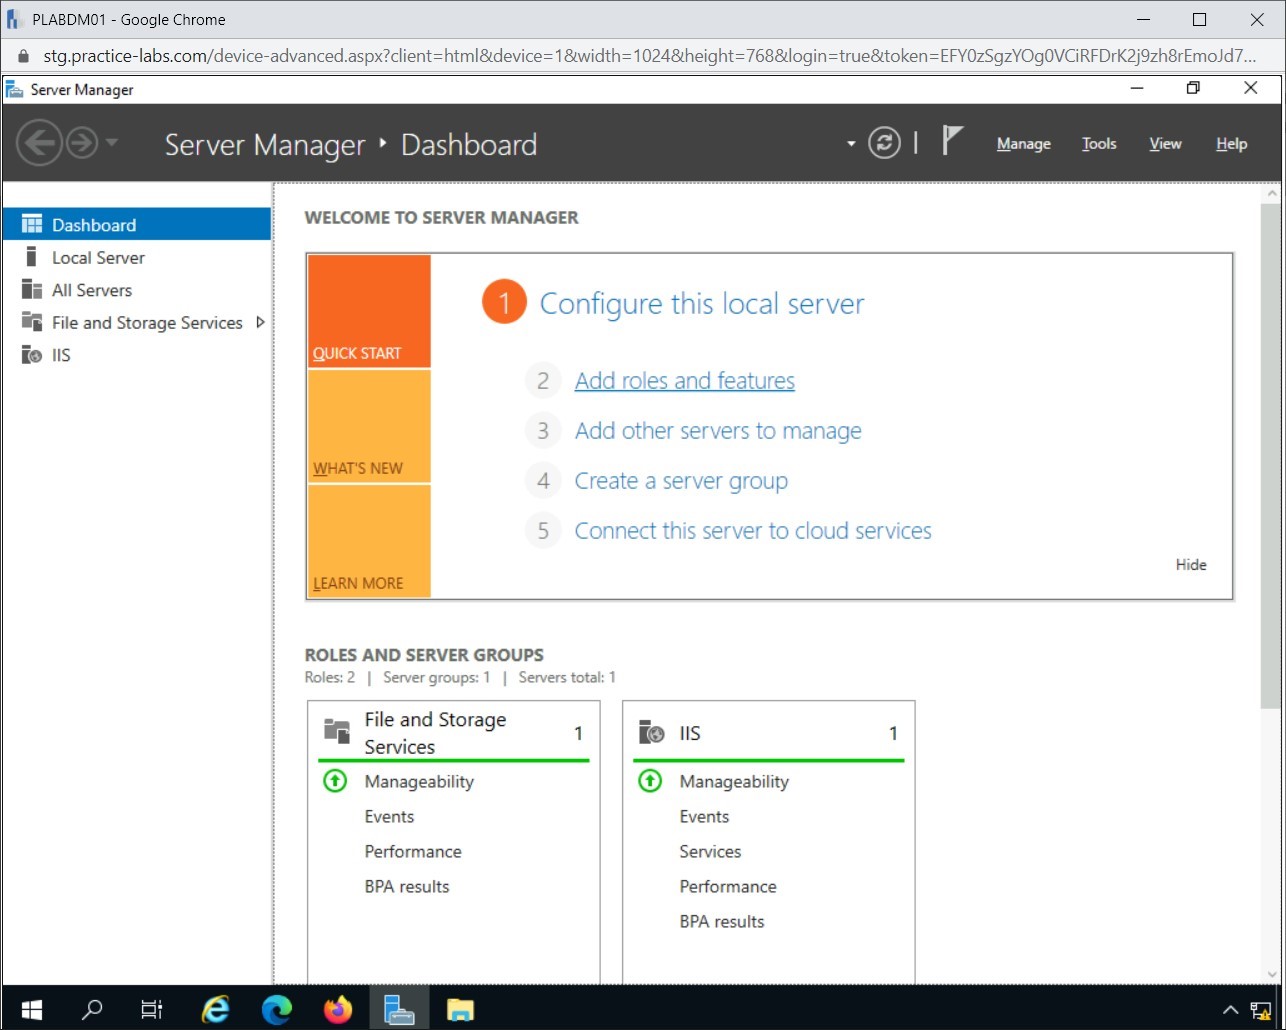 PLABDM01 - Google Chrome
stg.practice-labs.com/device-advanced.aspx?client=html&device=1&width=1024&height=768&login=true&token=EFY0zSgzYOg0VCiRFDrK2j9zh8rEmoJd7...
Server Manager
Server Manager ‣ Dashboard
Manage Tools View Help
Dashboard
Local Server
All Servers
File and Storage Services
IIS
WELCOME TO SERVER MANAGER
QUICK START
WHAT'S NEW
LEARN MORE
1 Configure this local server
2 Add roles and features
3 Add other servers to manage
4 Create a server group
5 Connect this server to cloud services
Hide
ROLES AND SERVER GROUPS
Roles: 2 | Server groups: 1 | Servers total: 1
File and Storage
Services 1
Manageability
Events
Performance
BPA results
IIS 1
Manageability
Events
Services
Performance
BPA results